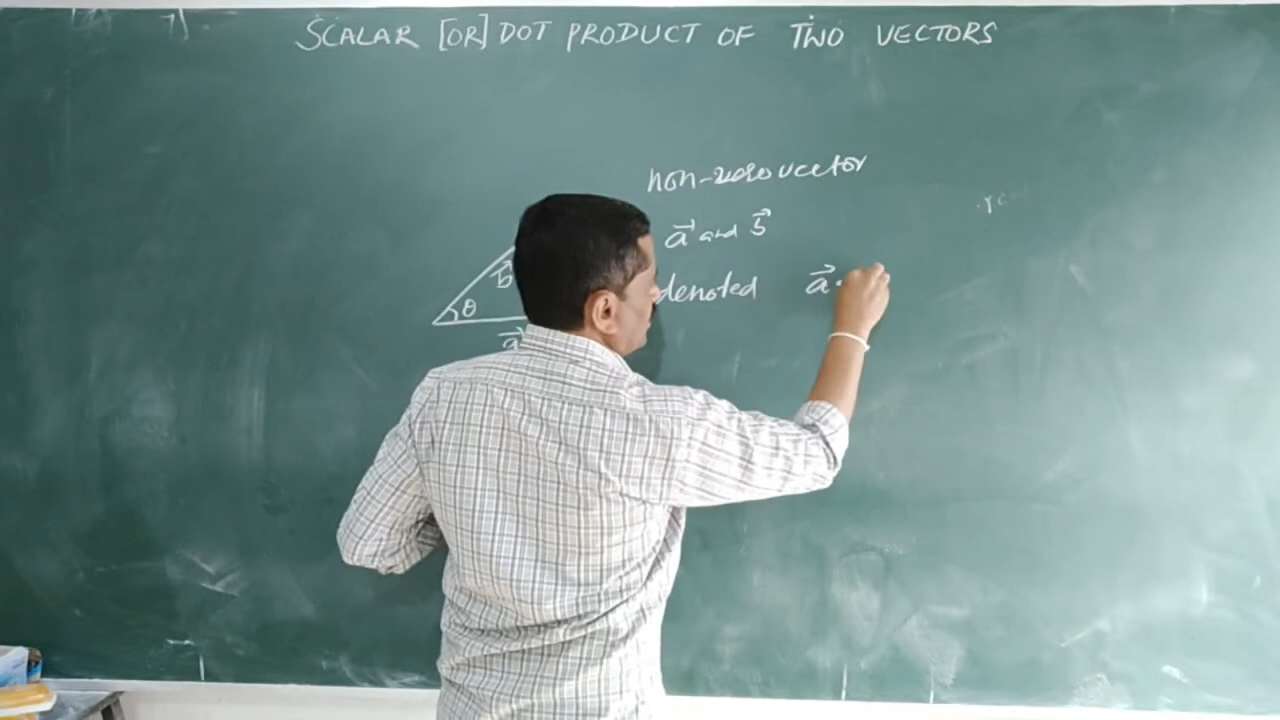 SCALAR [OR] DOT PRODUCT OF TWO VECTORS
non-zero vector
a⃗ and b⃗
denoted a⃗ ·
b⃗
θ
a⃗